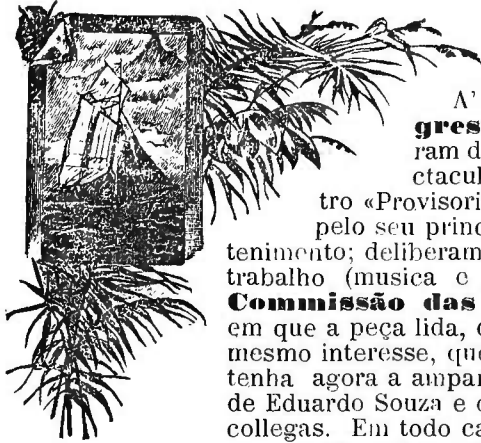 A'
gres
ram d
ctacul
tro «Provisori
pelo seu princ
tenimento; deliberam
trabalho (musica e
Commissão das
em que a peça lida, c
mesmo interesse, que
tenha agora a ampar
de Eduardo Souza e c
collegas. Em todo ca